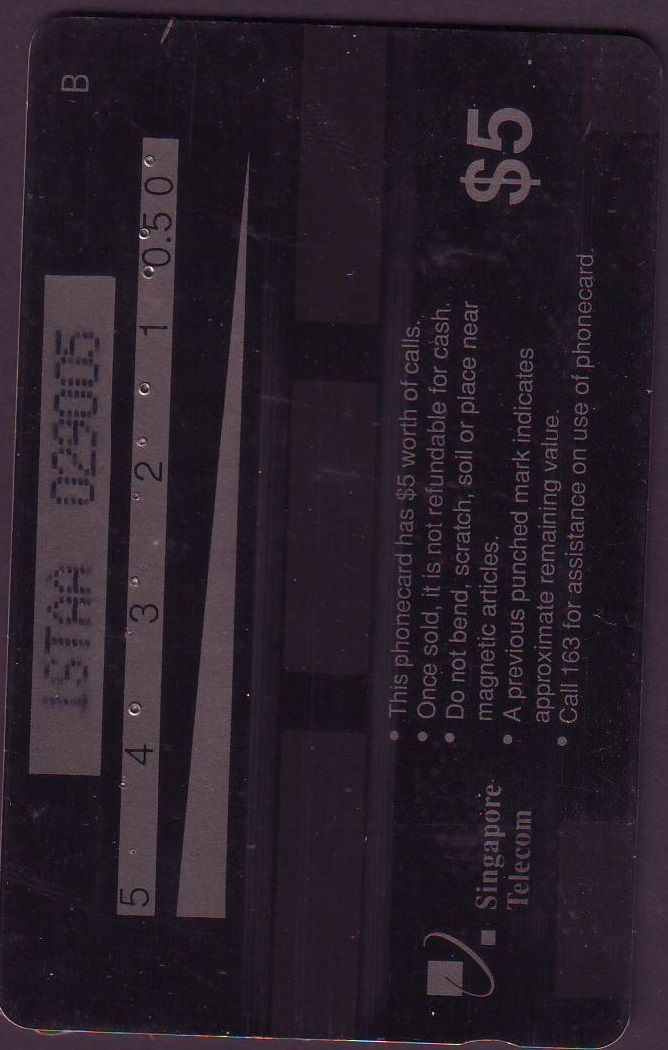 B
1STAA 029005
5 4 3 2 1 0.5 0
• This phonecard has $5 worth of calls.
• Once sold, it is not refundable for cash.
• Do not bend, scratch, soil or place near
magnetic articles.
• A previous punched mark indicates
approximate remaining value.
• Call 163 for assistance on use of phonecard.
Singapore
Telecom
$5